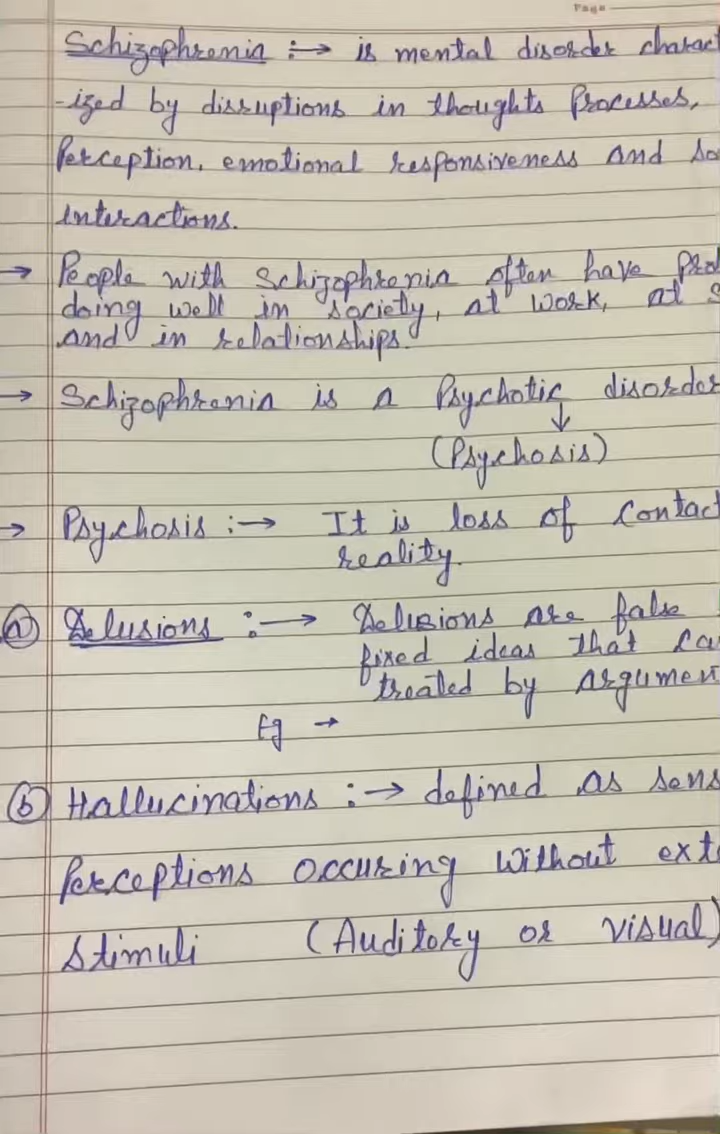 Page
Schizophrenia :→ is mental disorder charact
-ized by disruptions in thoughts Processes,
Perception, emotional responsiveness and so
interactions.
→ People with Schizophrenia often have Prob
doing well in society, at work, at s
and in relationships.
→ Schizophrenia is a Psychotic disorder
↓
(Psychosis)
→ Psychosis :→ It is loss of contact
reality.
(a) Delusions :→ Delusions are false
fixed ideas that ca
treated by argumen
Eg →
(b) Hallucinations :→ defined as sens
Perceptions occuring without exte
stimuli (Auditory or visual)